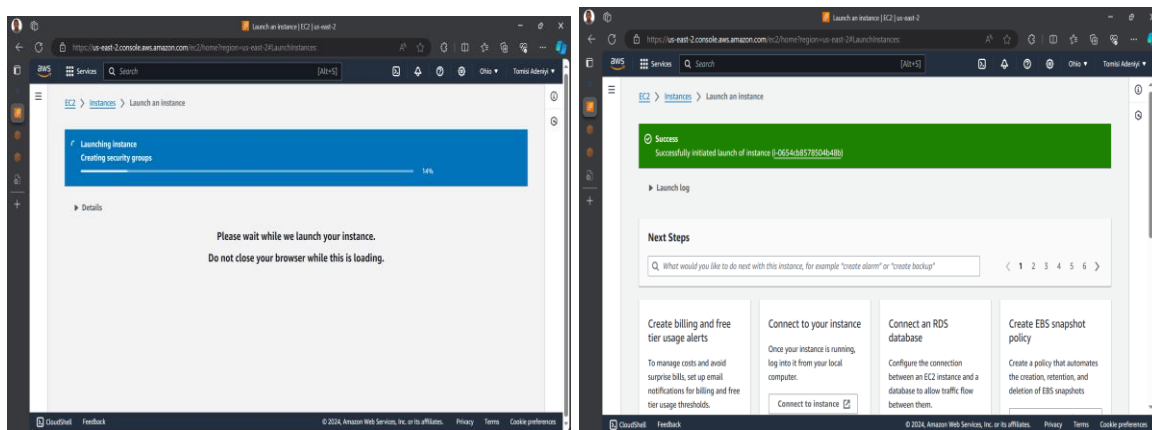 Launch an instance | EC2 | us-east-2
https://us-east-2.console.aws.amazon.com/ec2/home?region=us-east-2#LaunchInstances:
aws Services Search [Alt+S] Ohio Tomisi Adeniyi
EC2 > Instances > Launch an instance
Launching instance
Creating security groups
14%
Details
Please wait while we launch your instance.
Do not close your browser while this is loading.
CloudShell Feedback © 2024, Amazon Web Services, Inc. or its affiliates. Privacy Terms Cookie preferences
Launch an instance | EC2 | us-east-2
https://us-east-2.console.aws.amazon.com/ec2/home?region=us-east-2#LaunchInstances:
aws Services Search [Alt+S] Ohio Tomisi Adeniyi
EC2 > Instances > Launch an instance
Success
Successfully initiated launch of instance (i-0654cb8578504b48b)
Launch log
Next Steps
What would you like to do next with this instance, for example "create alarm" or "create backup"
1 2 3 4 5 6
Create billing and free
tier usage alerts
To manage costs and avoid
surprise bills, set up email
notifications for billing and free
tier usage thresholds.
Connect to your instance
Once your instance is running,
log into it from your local
computer.
Connect to instance
Connect an RDS
database
Configure the connection
between an EC2 instance and a
database to allow traffic flow
between them.
Create EBS snapshot
policy
Create a policy that automates
the creation, retention, and
deletion of EBS snapshots
CloudShell Feedback © 2024, Amazon Web Services, Inc. or its affiliates. Privacy Terms Cookie preferences